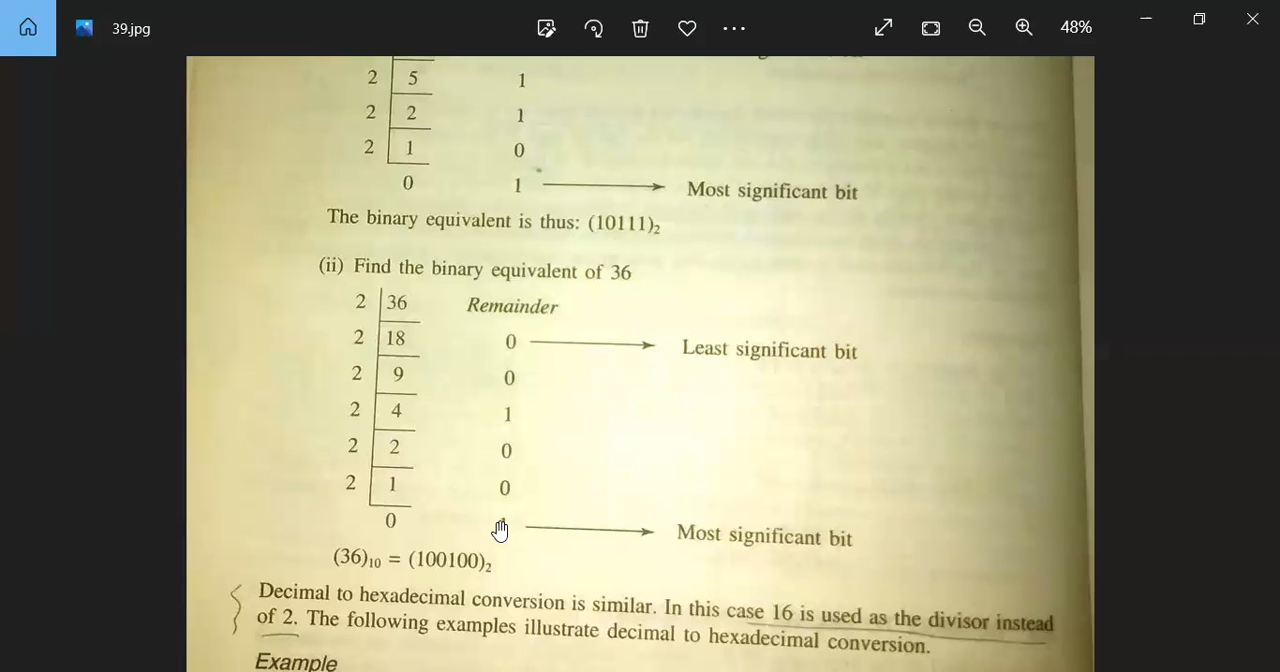 39.jpg
48%
2 5 1
2 2 1
2 1 0
0 1 Most significant bit
The binary equivalent is thus: (10111)₂
(ii) Find the binary equivalent of 36
2 36 Remainder
2 18 0 Least significant bit
2 9 0
2 4 1
2 2 0
2 1 0
0 Most significant bit
(36)₁₀ = (100100)₂
Decimal to hexadecimal conversion is similar. In this case 16 is used as the divisor instead
of 2. The following examples illustrate decimal to hexadecimal conversion.
Example